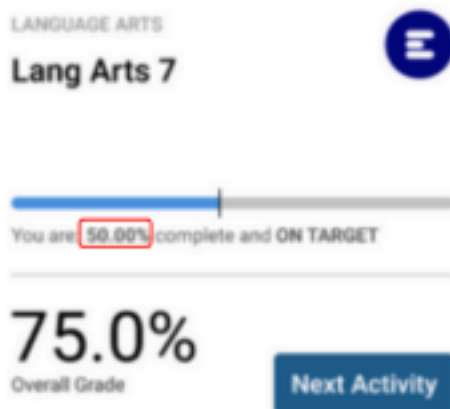 LANGUAGE ARTS
Lang Arts 7
You are 50.00% complete and ON TARGET
75.0%
Overall Grade
Next Activity